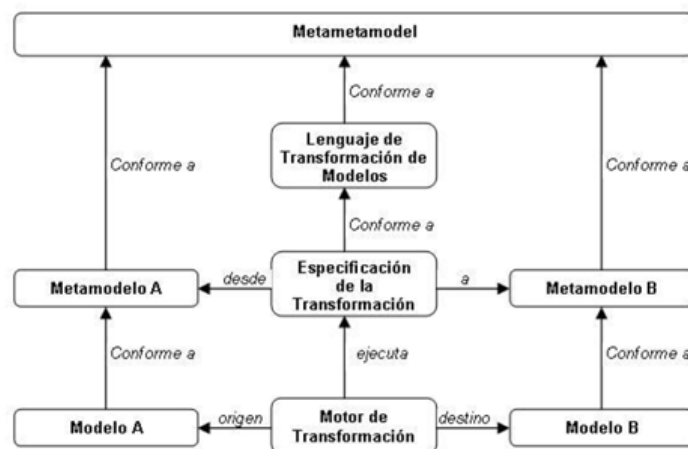 Metametamodel
Conforme a
Lenguaje de
Transformación de
Modelos
Conforme a
Conforme a
Conforme a
Metamodelo A
desde
Especificación
de la
Transformación
a
Metamodelo B
Conforme a
ejecuta
Conforme a
Modelo A
origen
Motor de
Transformación
destino
Modelo B